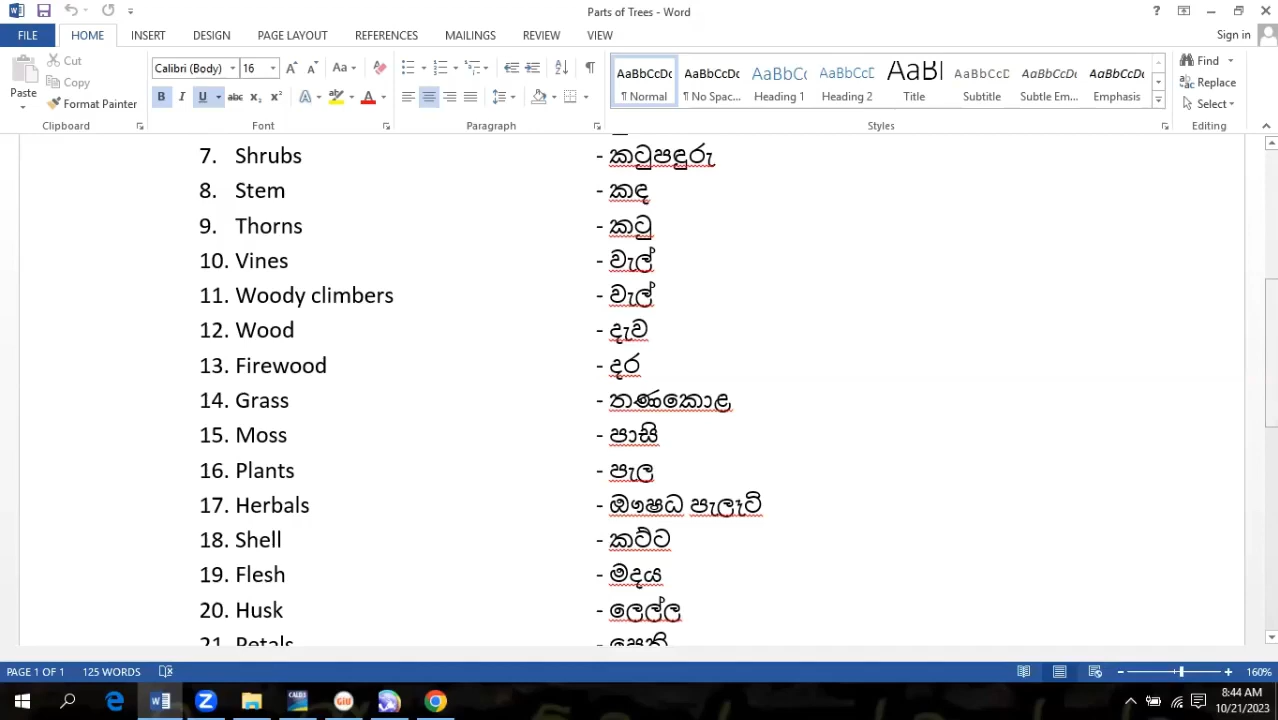 Parts of Trees - Word
FILE HOME INSERT DESIGN PAGE LAYOUT REFERENCES MAILINGS REVIEW VIEW Sign in
Cut
Copy
Paste
Format Painter
Calibri (Body) 16
AaBbCcDc AaBbCcDc AaBbCc AaBbCcD AaBl AaBbCcD AaBbCcDc AaBbCcDc
¶ Normal ¶ No Spac... Heading 1 Heading 2 Title Subtitle Subtle Em... Emphasis
Find
Replace
Select
Clipboard Font Paragraph Styles Editing
7. Shrubs - කටුපඳුරු
8. Stem - කඳ
9. Thorns - කටු
10. Vines - වැල්
11. Woody climbers - වැල්
12. Wood - දැව
13. Firewood - දර
14. Grass - තණකොළ
15. Moss - පාසි
16. Plants - පැල
17. Herbals - ඖෂධ පැලෑටි
18. Shell - කට්ට
19. Flesh - මදය
20. Husk - ලෙල්ල
21. Petals - පෙති
PAGE 1 OF 1 125 WORDS 160%
8:44 AM
10/21/2023